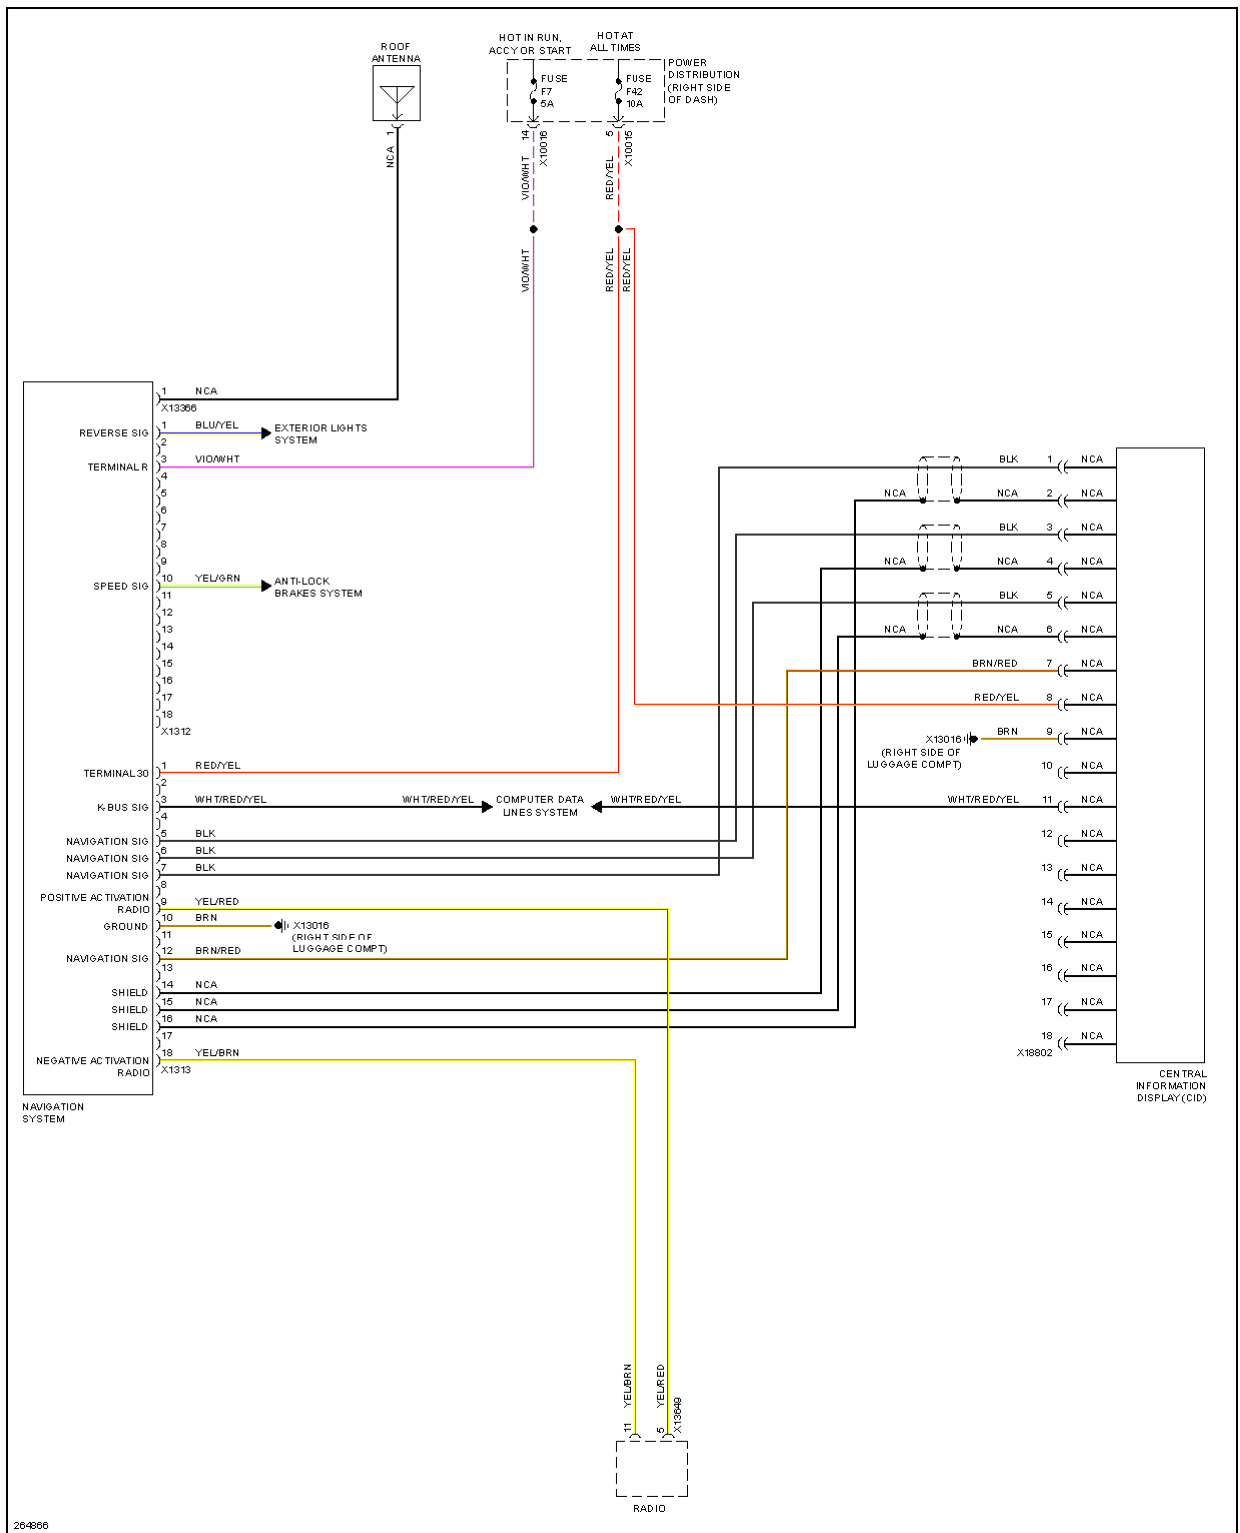 ROOF
ANTENNA
HOT IN RUN,
ACCY OR START
HOT AT
ALL TIMES
FUSE
F7
5A
FUSE
F42
10A
POWER
DISTRIBUTION
(RIGHT SIDE
OF DASH)
1
NCA
14
X10016
5
X10015
VIO/WHT
RED/YEL
VIO/WHT
RED/YEL
RED/YEL
1 NCA
X13366
REVERSE SIG 1 BLU/YEL EXTERIOR LIGHTS
SYSTEM
2
TERMINAL R 3 VIO/WHT
4
5
6
7
8
9
SPEED SIG 10 YEL/GRN ANTI-LOCK
BRAKES SYSTEM
11
12
13
14
15
16
17
18
X1312
TERMINAL 30 1 RED/YEL
2
K-BUS SIG 3 WHT/RED/YEL WHT/RED/YEL COMPUTER DATA
LINES SYSTEM
WHT/RED/YEL
4
NAVIGATION SIG 5 BLK
NAVIGATION SIG 6 BLK
NAVIGATION SIG 7 BLK
8
POSITIVE ACTIVATION
RADIO 9 YEL/RED
GROUND 10 BRN X13016
(RIGHT SIDE OF
LUGGAGE COMPT)
11
NAVIGATION SIG 12 BRN/RED
13
SHIELD 14 NCA
SHIELD 15 NCA
SHIELD 16 NCA
17
NEGATIVE ACTIVATION
RADIO 18 YEL/BRN
X1313
NAVIGATION
SYSTEM
BLK 1 NCA
NCA NCA 2 NCA
BLK 3 NCA
NCA NCA 4 NCA
BLK 5 NCA
NCA NCA 6 NCA
BRN/RED 7 NCA
RED/YEL 8 NCA
X13016 BRN 9 NCA
(RIGHT SIDE OF
LUGGAGE COMPT)
10 NCA
WHT/RED/YEL 11 NCA
12 NCA
13 NCA
14 NCA
15 NCA
16 NCA
17 NCA
18 NCA
X18802
CENTRAL
INFORMATION
DISPLAY (CID)
YEL/BRN
YEL/RED
11
5
X13649
RADIO
264866